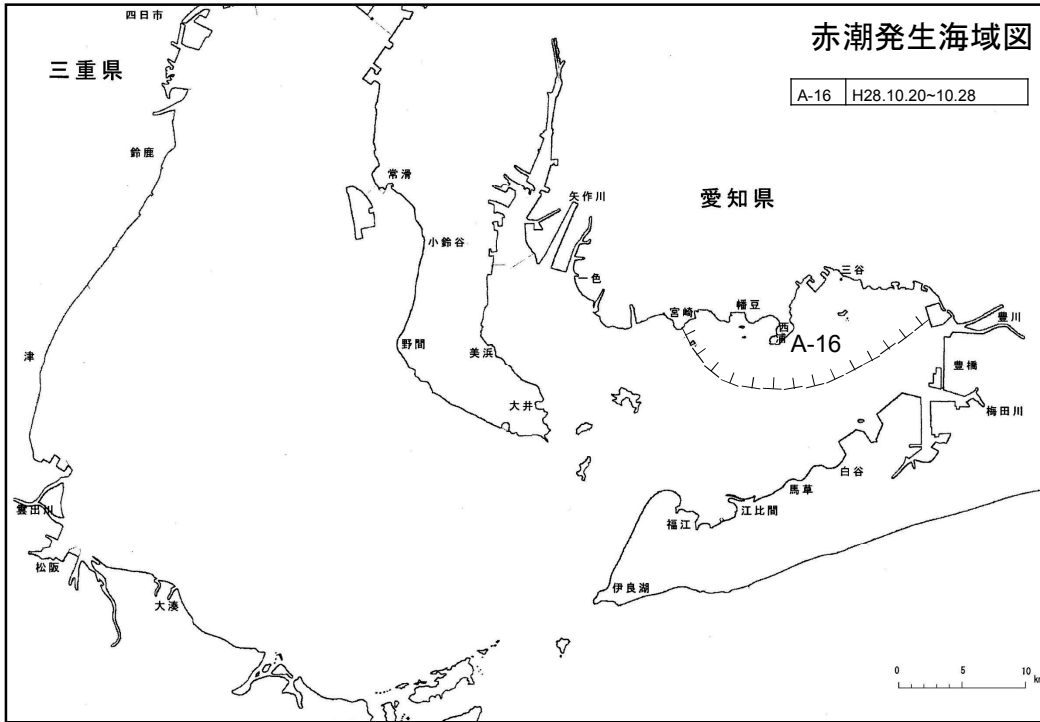 赤潮発生海域図
A-16 H28.10.20~10.28
四日市
三重県
鈴鹿
常滑
矢作川
愛知県
小鈴谷
一色
三谷
宮崎
幡豆
西浦
豊川
A-16
津
野間
美浜
豊橋
大井
梅田川
白谷
馬草
雲出川
江比間
福江
松阪
伊良湖
大湊
0 5 10
km